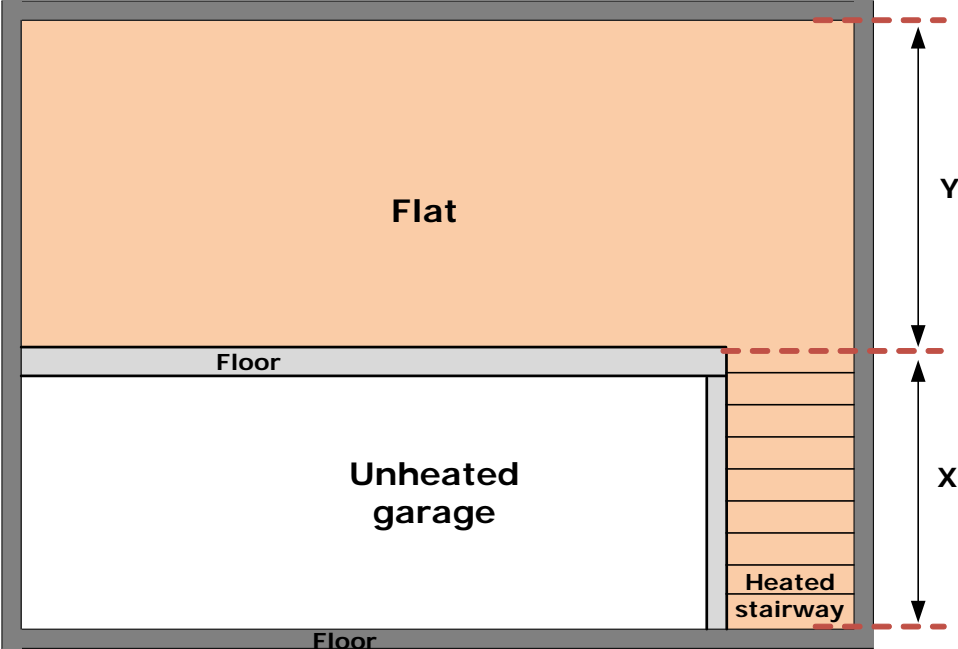 Flat
Y
Floor
Unheated
garage
X
Heated
stairway
Floor